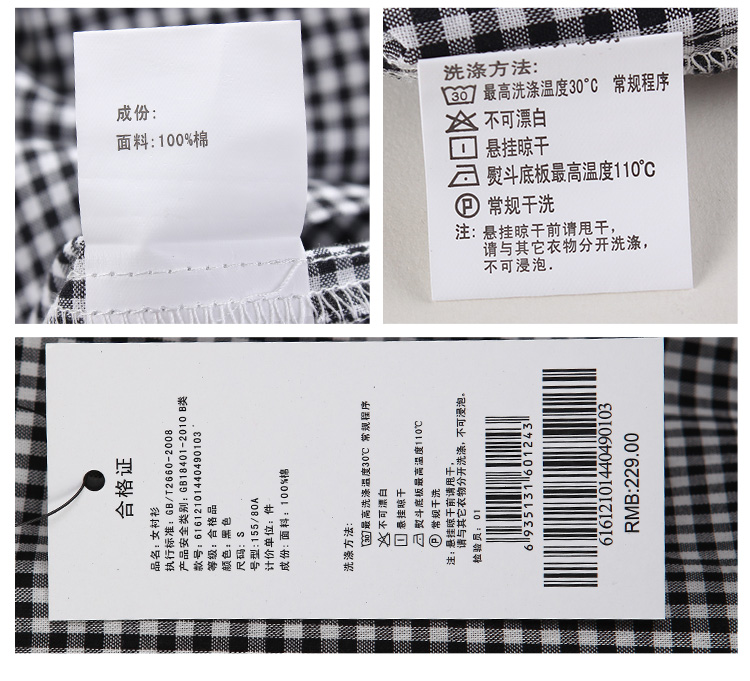 成份:
面料:100%棉
洗涤方法:
30 最高洗涤温度30°C 常规程序
不可漂白
悬挂晾干
熨斗底板最高温度110℃
P 常规干洗
注: 悬挂晾干前请甩干,
请与其它衣物分开洗涤,
不可浸泡.
合格证
品名: 女衬衫
执行标准: GB/T2660-2008
产品安全类别: GB18401-2010 B类
款号: 616121014404901​03
等级: 合格品
颜色: 黑色
尺码: S
号型: 155/80A
计价单位: 件
成份: 面料: 100%棉
洗涤方法:
30 最高洗涤温度30℃ 常规程序
不可漂白
悬挂晾干
熨斗底板最高温度110℃
P 常规干洗
注: 悬挂晾干前请甩干,
请与其它衣物分开洗涤, 不可浸泡。
检验员: 01
6935131601243
61612101440490103
RMB:229.00